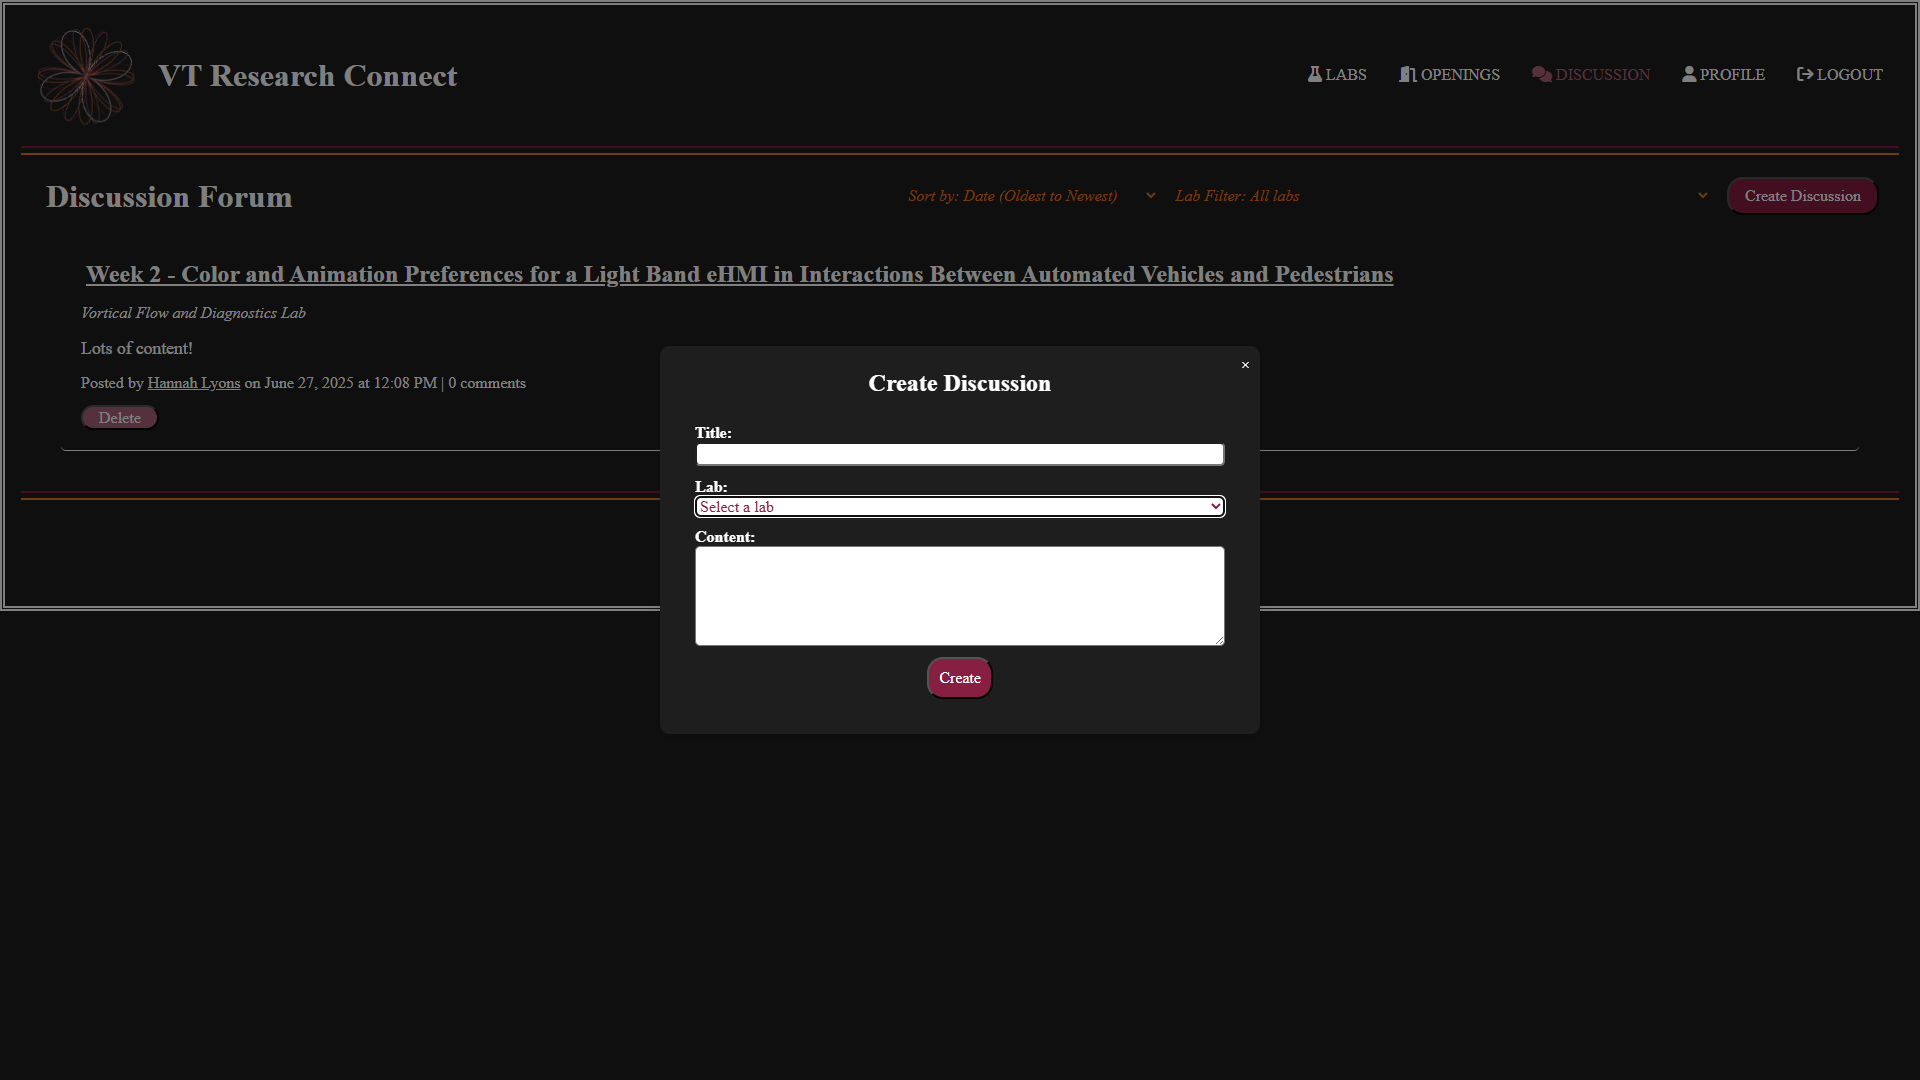 VT Research Connect
LABS
OPENINGS
DISCUSSION
PROFILE
LOGOUT
Discussion Forum
Sort by: Date (Oldest to Newest)
Lab Filter: All labs
Create Discussion
Week 2 - Color and Animation Preferences for a Light Band eHMI in Interactions Between Automated Vehicles and Pedestrians
Vortical Flow and Diagnostics Lab
Lots of content!
Posted by Hannah Lyons on June 27, 2025 at 12:08 PM | 0 comments
Delete
×
Create Discussion
Title:
Lab:
Select a lab
Content:
Create